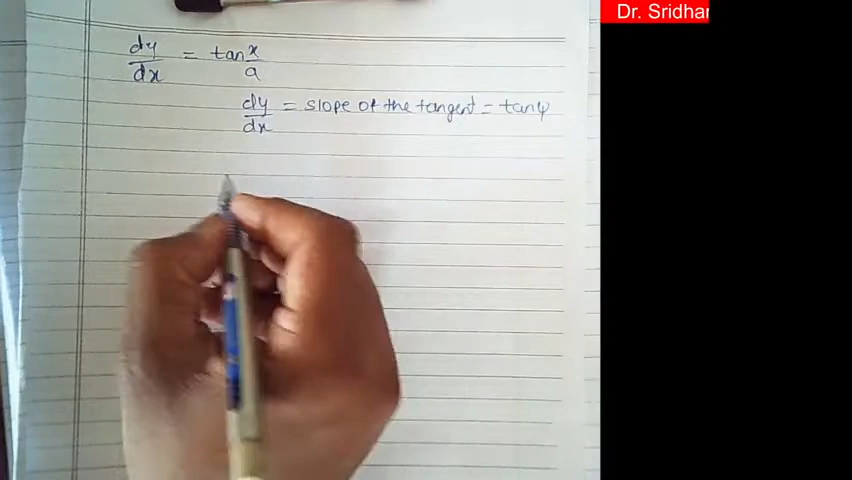 Dr. Sridhar
dy/dx = tan x/a
dy/dx = slope of the tangent = tanψ